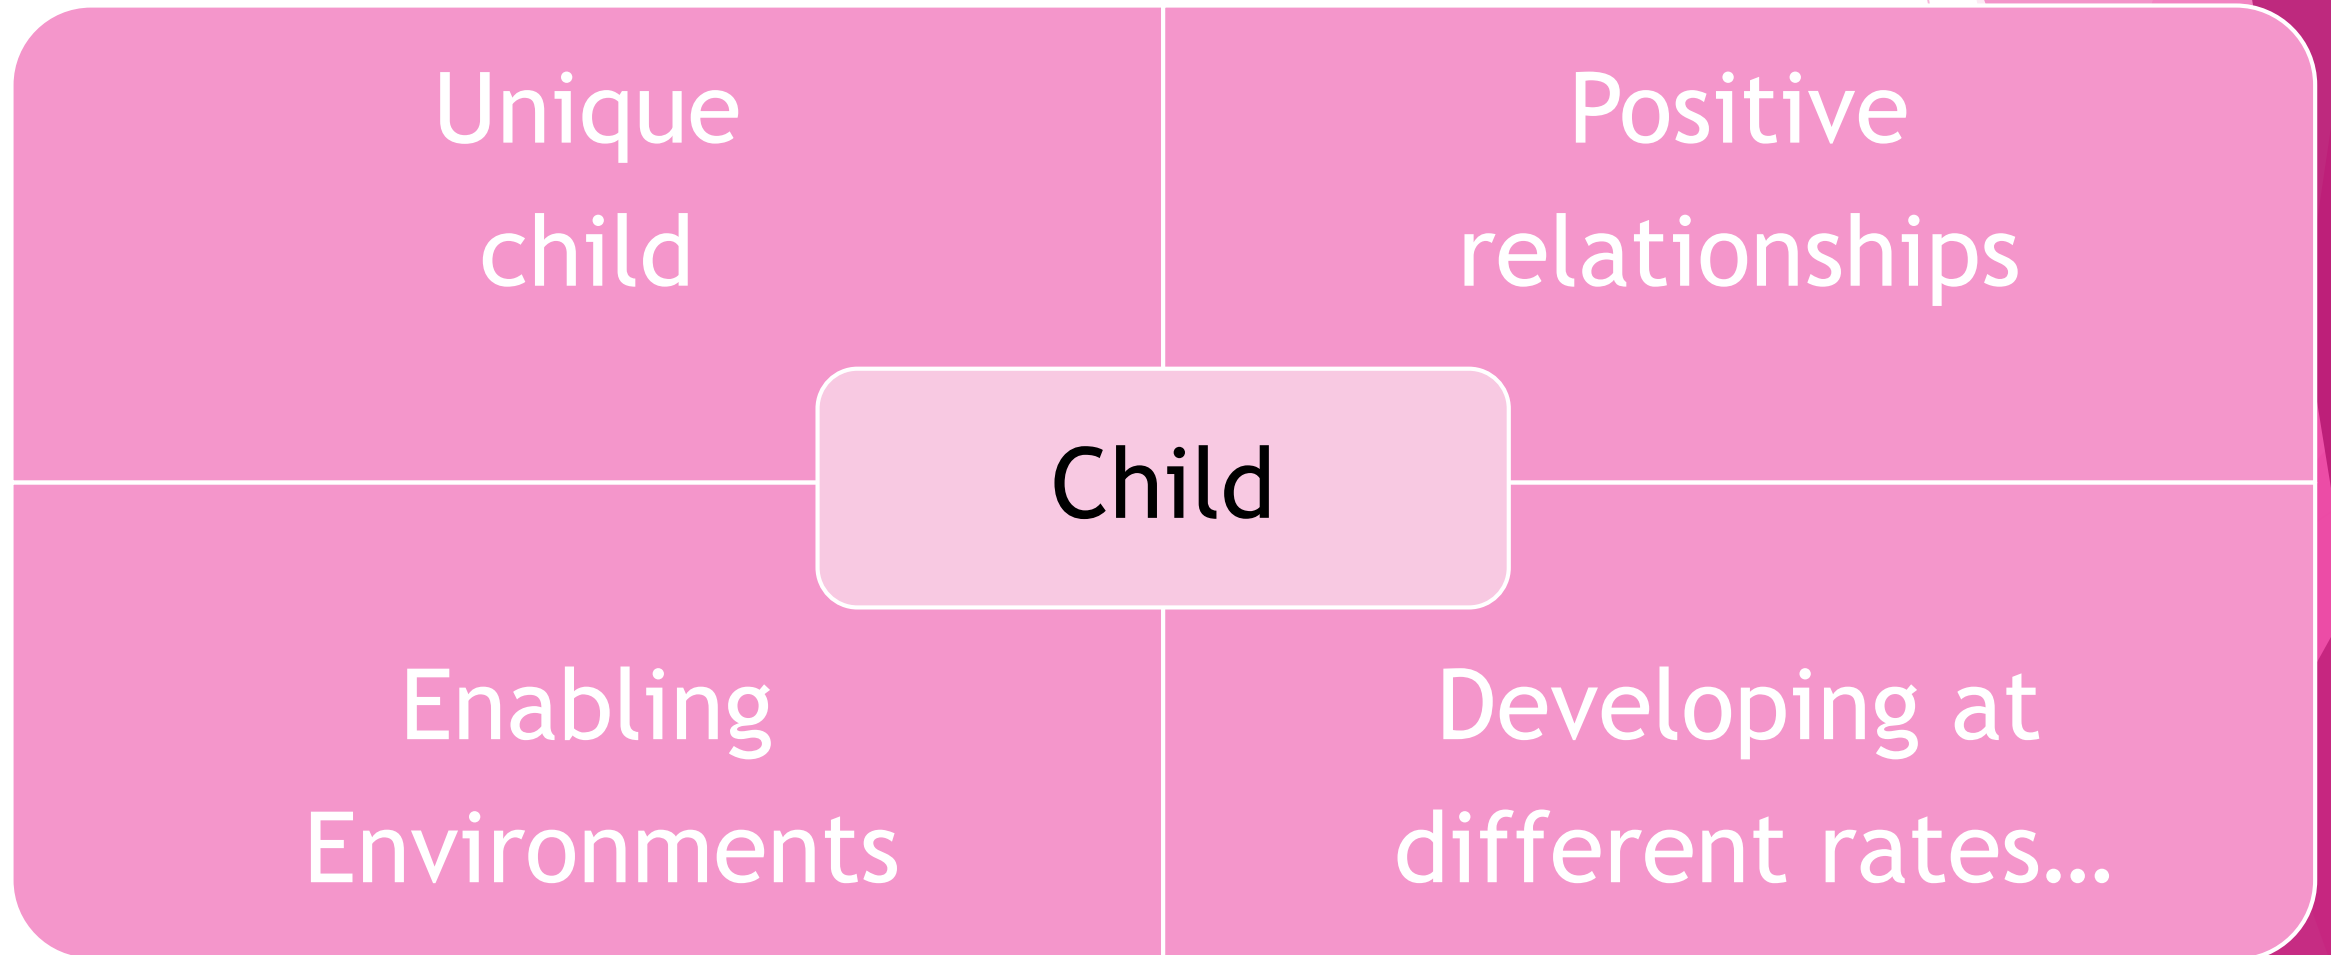 Unique
child
Positive
relationships
Child
Enabling
Environments
Developing at
different rates…